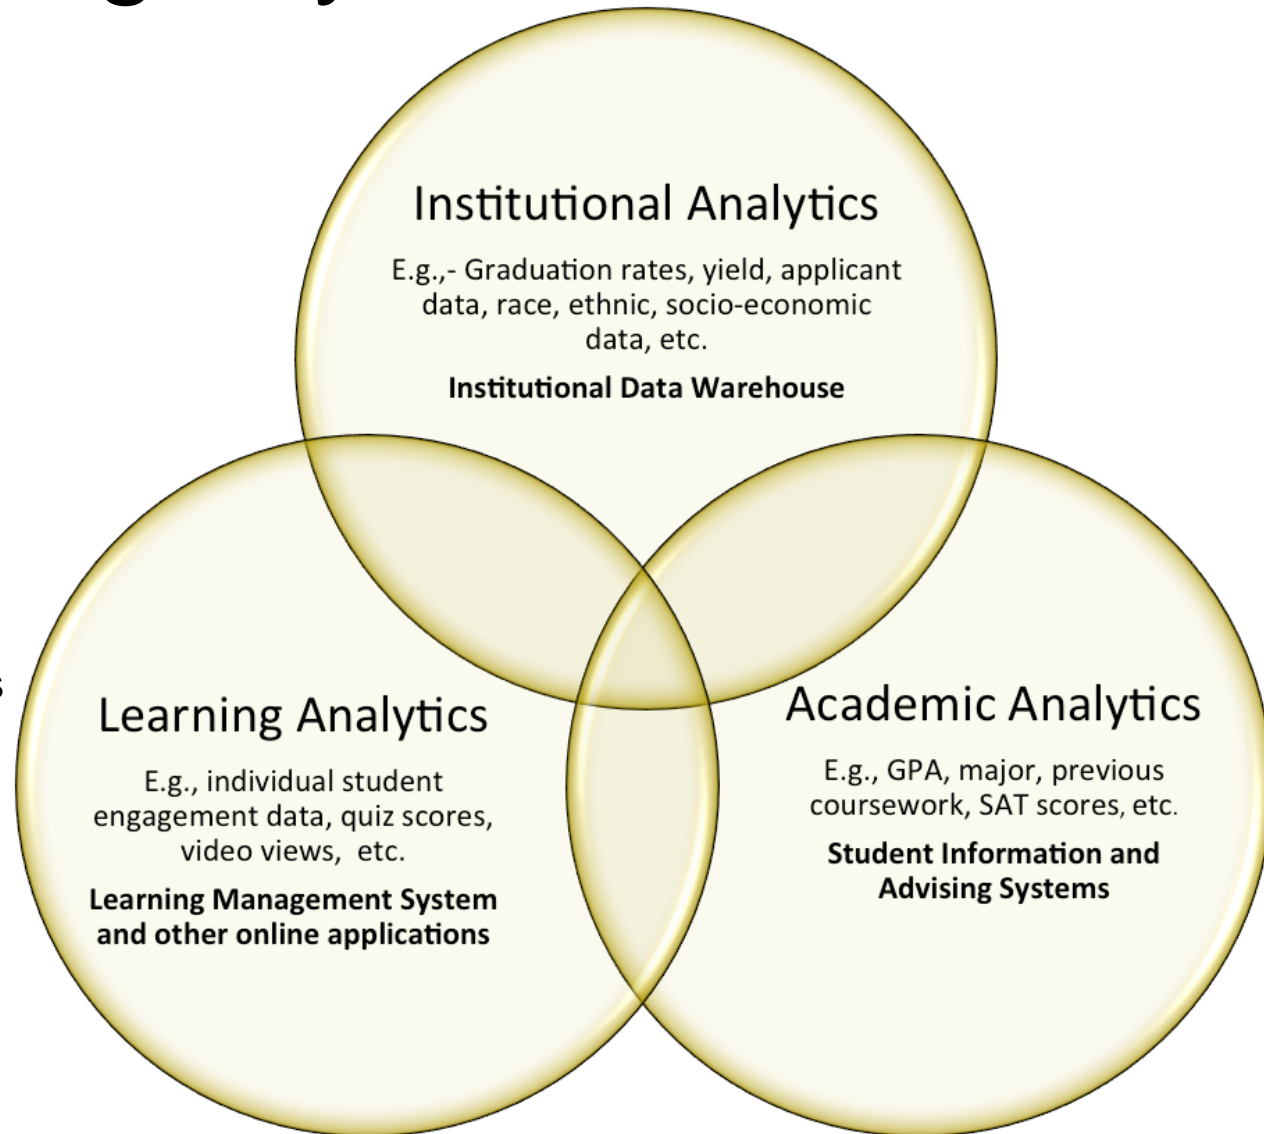 Institutional Analytics
E.g.,- Graduation rates, yield, applicant
data, race, ethnic, socio-economic
data, etc.
Institutional Data Warehouse
Learning Analytics
E.g., individual student
engagement data, quiz scores,
video views,  etc.
Learning Management System
and other online applications
Academic Analytics
E.g., GPA, major, previous
coursework, SAT scores, etc.
Student Information and
Advising Systems